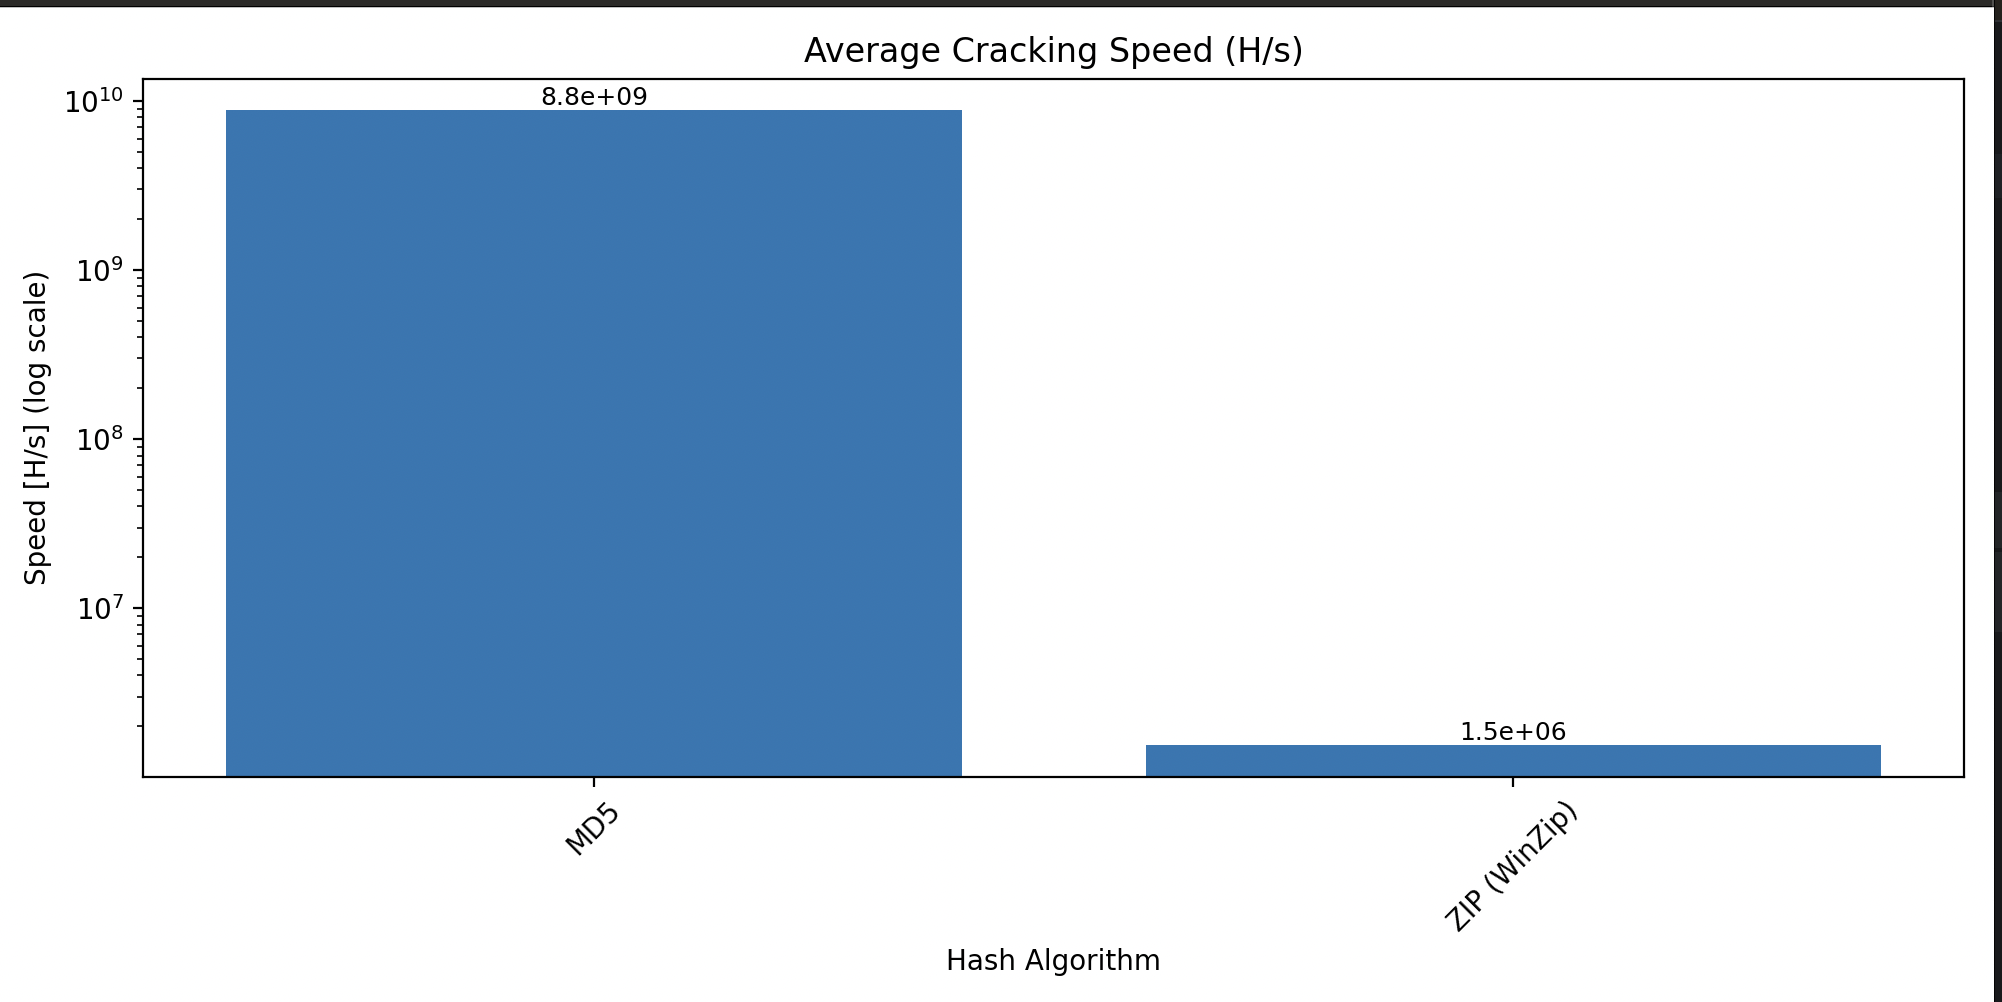 Average Cracking Speed (H/s)
10¹⁰
8.8e+09
10⁹
10⁸
10⁷
Speed [H/s] (log scale)
1.5e+06
MD5
ZIP (WinZip)
Hash Algorithm